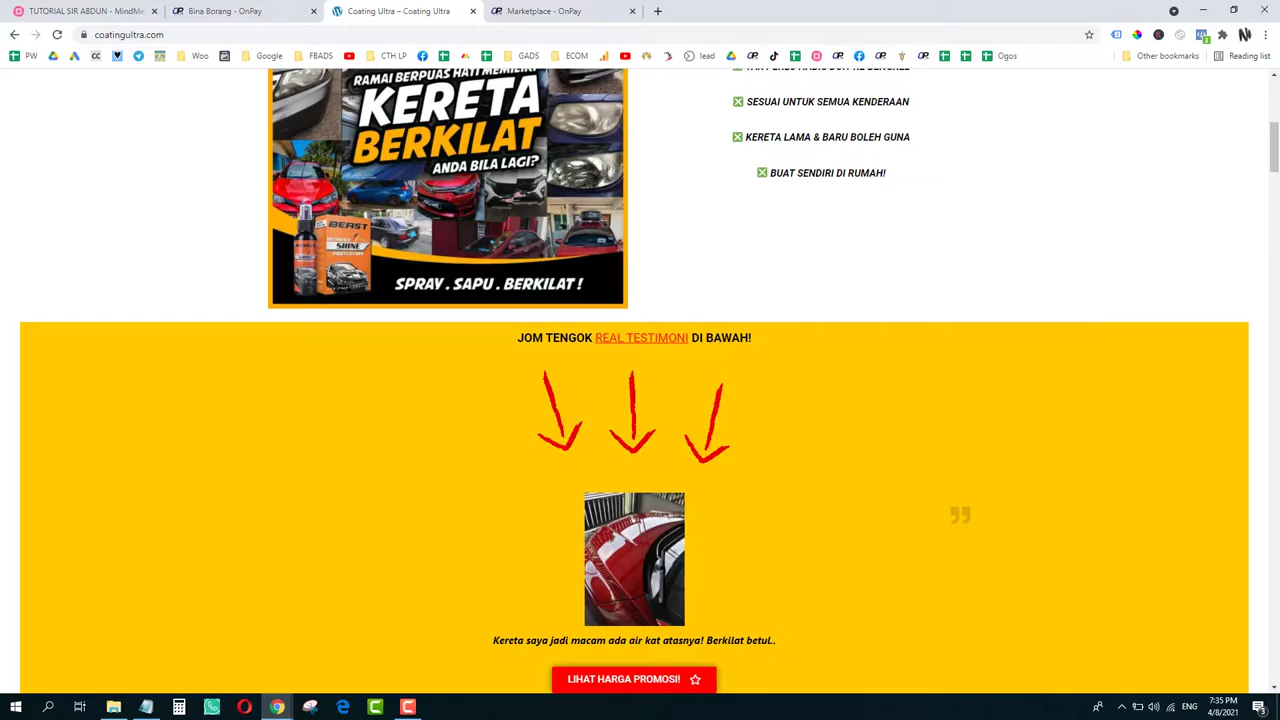 TUTORIAL SIR ABDUN - MindMe
Bina Borang - OnPay
Coating Ultra
Marketplace - OnPay
coatingultra.com
PW
Woo
Google
FBADS
Coating
CTH LP
GADS
ECOM
lead
Ogos
Other bookmarks
Reading list
RAMAI BERPUAS HATI MEMILIKI
KERETA
BERKILAT
ANDA BILA LAGI?
BEAST
SHINE
SPRAY . SAPU . BERKILAT !
SESUAI UNTUK SEMUA KENDERAAN
KERETA LAMA & BARU BOLEH GUNA
BUAT SENDIRI DI RUMAH!
JOM TENGOK REAL TESTIMONI DI BAWAH!
Kereta saya jadi macam ada air kat atasnya! Berkilat betul..
LIHAT HARGA PROMOSI!
ENG
7:35 PM
4/8/2021